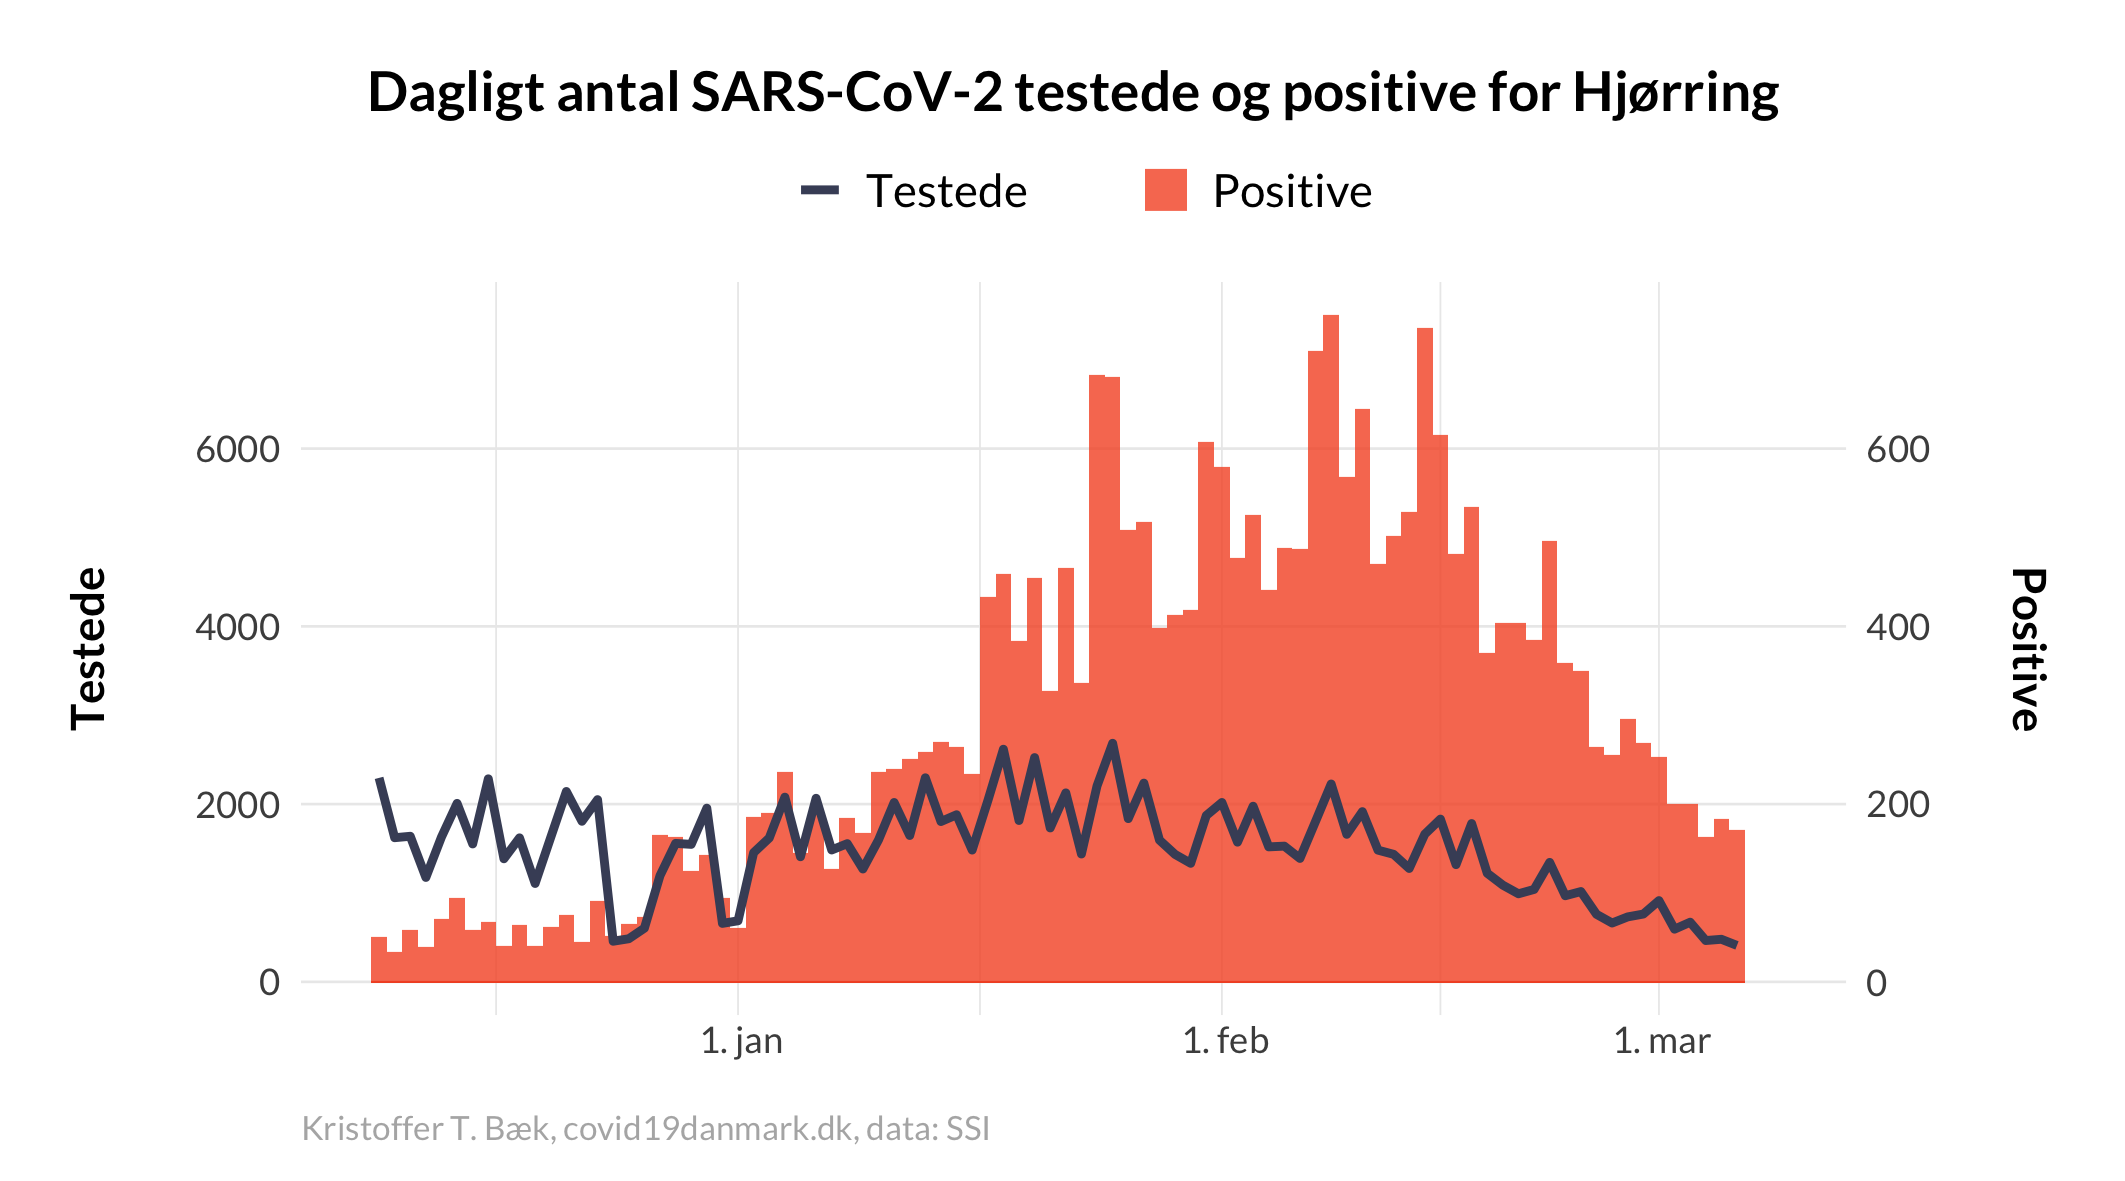 Dagligt antal SARS-CoV-2 testede og positive for Hjørring
Testede
Positive
Testede
6000
4000
2000
0
600
400
200
0
Positive
1. jan
1. feb
1. mar
Kristoffer T. Bæk, covid19danmark.dk, data: SSI